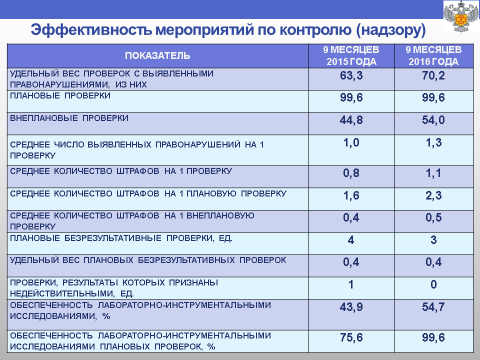 Эффективность мероприятий по контролю (надзору)
ПОКАЗАТЕЛЬ
9 МЕСЯЦЕВ 2015 ГОДА
9 МЕСЯЦЕВ 2016 ГОДА
УДЕЛЬНЫЙ ВЕС ПРОВЕРОК С ВЫЯВЛЕННЫМИ
ПРАВОНАРУШЕНИЯМИ, ИЗ НИХ
63,3 70,2
ПЛАНОВЫЕ ПРОВЕРКИ 99,6 99,6
ВНЕПЛАНОВЫЕ ПРОВЕРКИ 44,8 54,0
СРЕДНЕЕ ЧИСЛО ВЫЯВЛЕННЫХ ПРАВОНАРУШЕНИЙ НА 1
ПРОВЕРКУ
1,0 1,3
СРЕДНЕЕ КОЛИЧЕСТВО ШТРАФОВ НА 1 ПРОВЕРКУ 0,8 1,1
СРЕДНЕЕ КОЛИЧЕСТВО ШТРАФОВ НА 1 ПЛАНОВУЮ ПРОВЕРКУ 1,6 2,3
СРЕДНЕЕ КОЛИЧЕСТВО ШТРАФОВ НА 1 ВНЕПЛАНОВУЮ
ПРОВЕРКУ
0,4 0,5
ПЛАНОВЫЕ БЕЗРЕЗУЛЬТАТИВНЫЕ ПРОВЕРКИ, ЕД. 4 3
УДЕЛЬНЫЙ ВЕС ПЛАНОВЫХ БЕЗРЕЗУЛЬТАТИВНЫХ ПРОВЕРОК 0,4 0,4
ПРОВЕРКИ, РЕЗУЛЬТАТЫ КОТОРЫХ ПРИЗНАНЫ
НЕДЕЙСТВИТЕЛЬНЫМИ, ЕД.
1 0
ОБЕСПЕЧЕННОСТЬ ЛАБОРАТОРНО-ИНСТРУМЕНТАЛЬНЫМИ
ИССЛЕДОВАНИЯМИ, %
43,9 54,7
ОБЕСПЕЧЕННОСТЬ ЛАБОРАТОРНО-ИНСТРУМЕНТАЛЬНЫМИ
ИССЛЕДОВАНИЯМИ ПЛАНОВЫХ ПРОВЕРОК, %
75,6 99,6